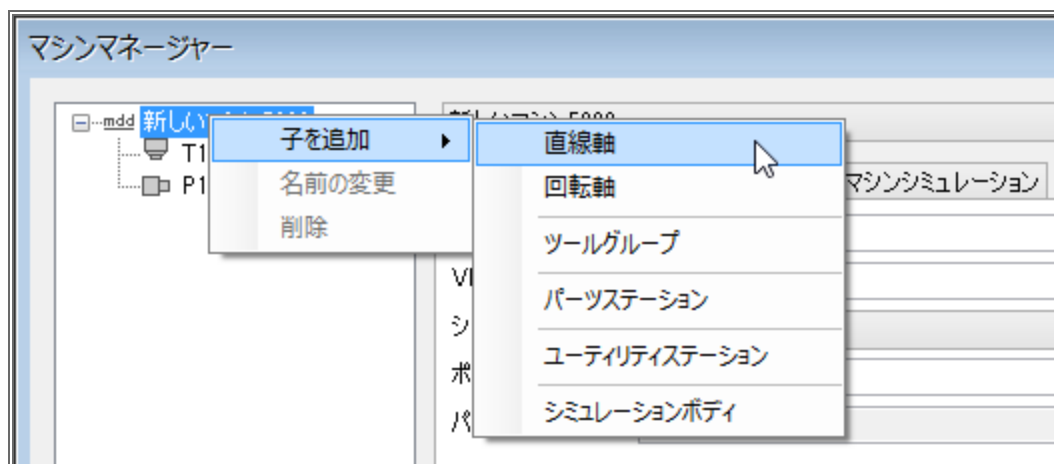 マシンマネージャー
mdd 新しい
T1
P1
子を追加
名前の変更
削除
直線軸
回転軸
ツールグループ
パーツステーション
ユーティリティステーション
シミュレーションボディ
マシンシミュレーション
シ
ポ
パ